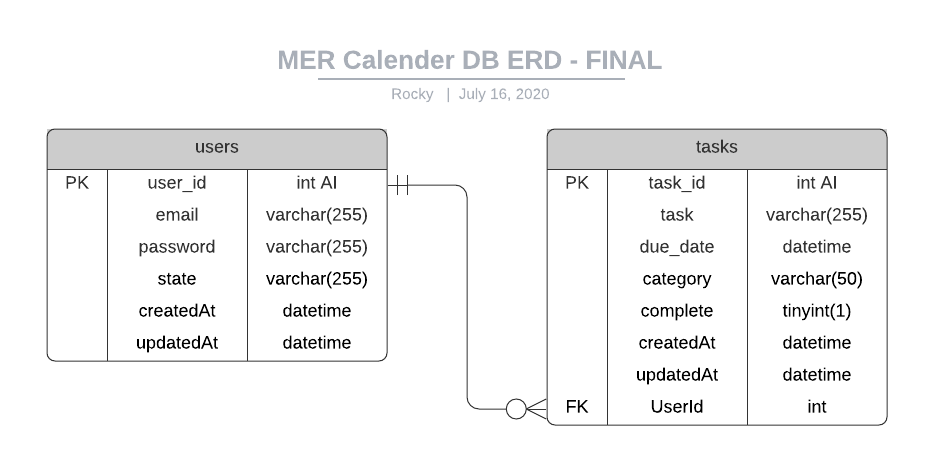 MER Calender DB ERD - FINAL
Rocky | July 16, 2020
users
PK user_id int AI
email varchar(255)
password varchar(255)
state varchar(255)
createdAt datetime
updatedAt datetime
tasks
PK task_id int AI
task varchar(255)
due_date datetime
category varchar(50)
complete tinyint(1)
createdAt datetime
updatedAt datetime
FK UserId int